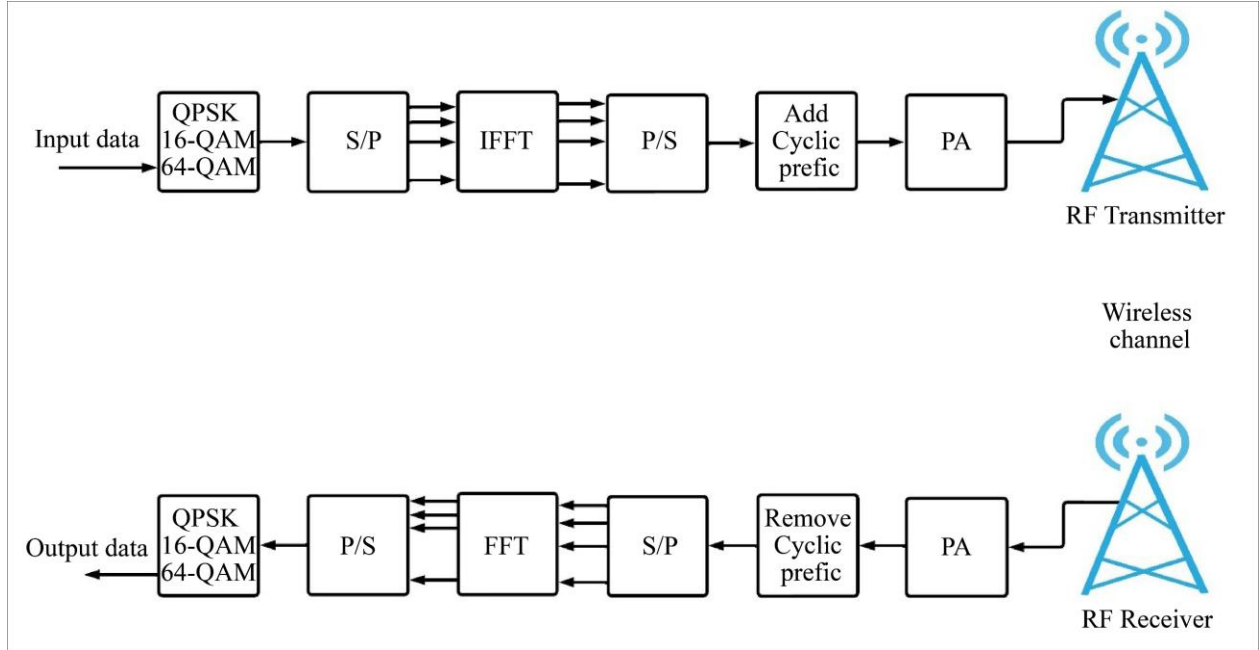 Input data
QPSK
16-QAM
64-QAM
S/P
IFFT
P/S
Add
Cyclic
prefic
PA
RF Transmitter
Wireless
channel
Output data
QPSK
16-QAM
64-QAM
P/S
FFT
S/P
Remove
Cyclic
prefic
PA
RF Receiver